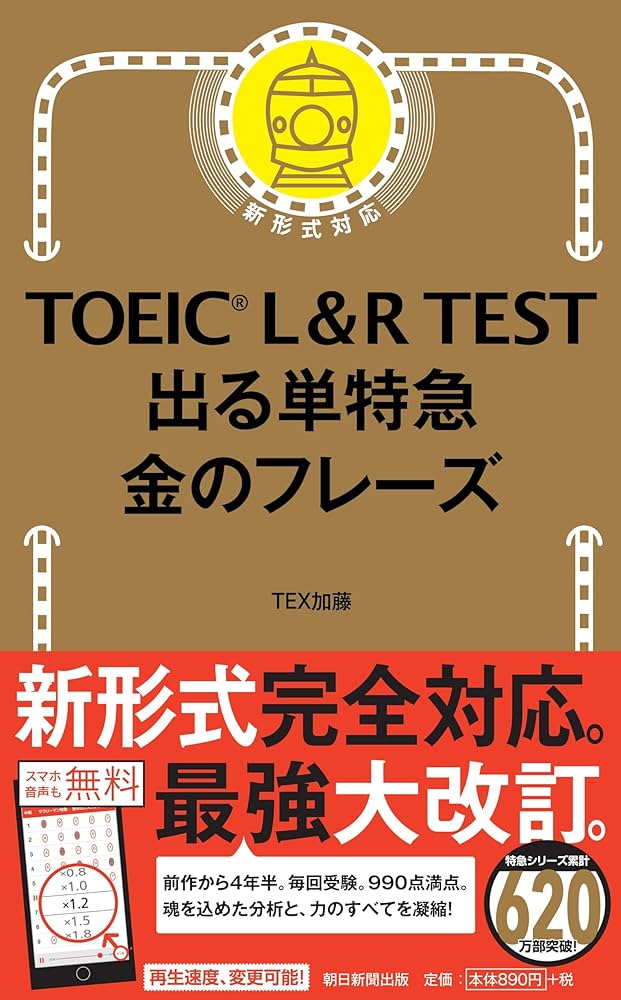 新形式対応
TOEIC® L&R TEST
出る単特急
金のフレーズ
TEX加藤
新形式完全対応。
最強大改訂。
スマホ
音声も
無料
×0.8
×1.0
×1.2
×1.5
×1.8
前作から4年半。毎回受験。990点満点。
魂を込めた分析と、力のすべてを凝縮!
特急シリーズ累計
620
万部突破!
再生速度、変更可能! 朝日新聞出版 定価:本体890円+税